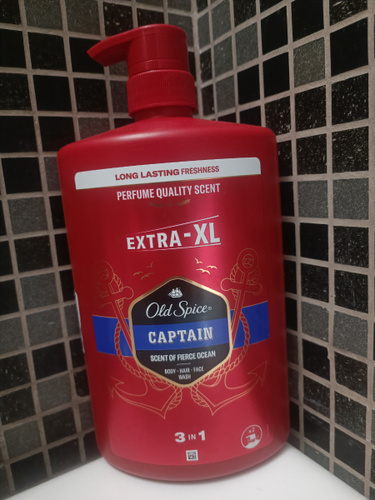 LONG LASTING FRESHNESS
PERFUME QUALITY SCENT
EXTRA-XL
Old Spice
CAPTAIN
SCENT OF FIERCE OCEAN
BODY · HAIR · FACE
WASH
3 IN 1